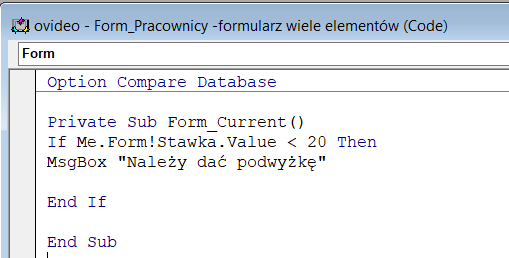 ovideo - Form_Pracownicy -formularz wiele elementów (Code)
Form
Option Compare Database
Private Sub Form_Current()
If Me.Form!Stawka.Value < 20 Then
MsgBox "Należy dać podwyżkę"
End If
End Sub